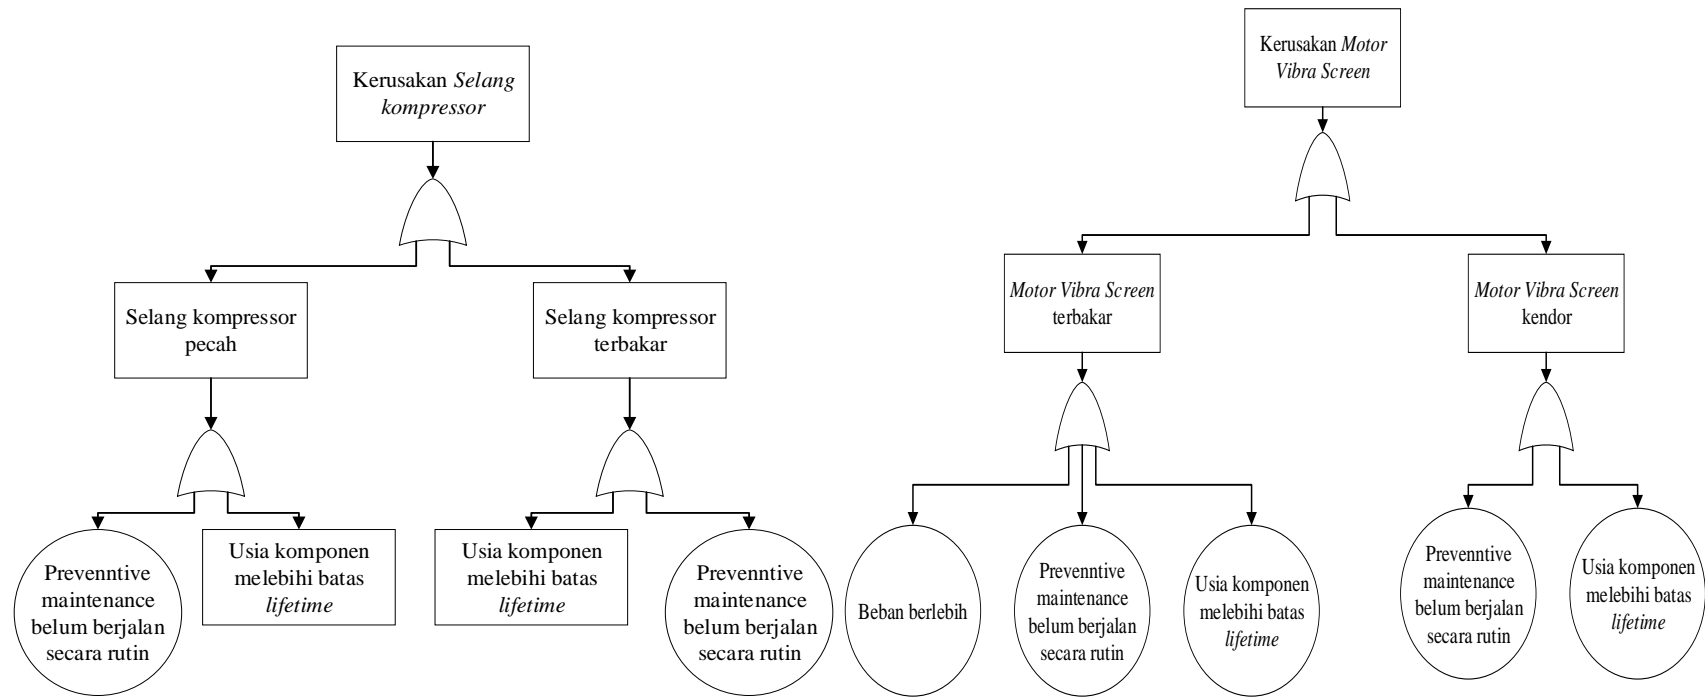 Kerusakan Selang
kompressor
Selang kompressor
pecah
Selang kompressor
terbakar
Prevenntive
maintenance
belum berjalan
secara rutin
Usia komponen
melebihi batas
lifetime
Usia komponen
melebihi batas
lifetime
Prevenntive
maintenance
belum berjalan
secara rutin
Kerusakan Motor
Vibra Screen
Motor Vibra Screen
terbakar
Motor Vibra Screen
kendor
Beban berlebih
Prevenntive
maintenance
belum berjalan
secara rutin
Usia komponen
melebihi batas
lifetime
Prevenntive
maintenance
belum berjalan
secara rutin
Usia komponen
melebihi batas
lifetime